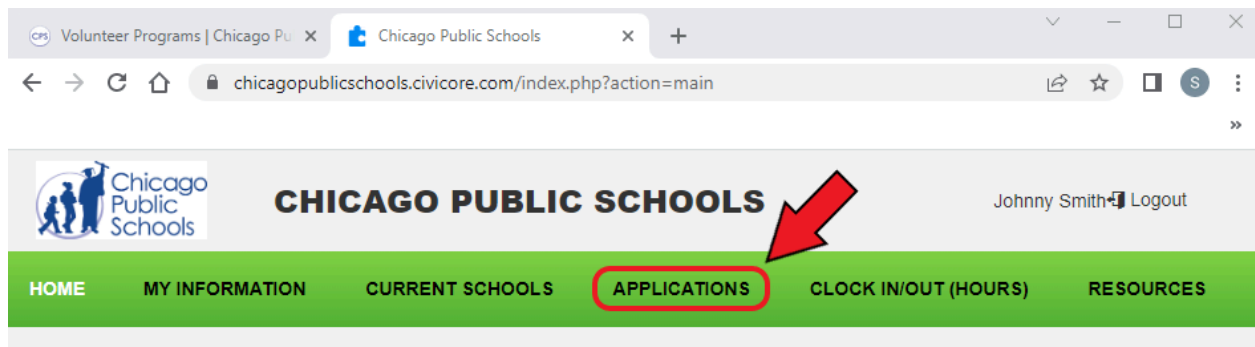 CPS Volunteer Programs | Chicago Pu Chicago Public Schools
chicagopublicschools.civicore.com/index.php?action=main S
»
Chicago
Public
Schools
CHICAGO PUBLIC SCHOOLS
Johnny Smith Logout
HOME MY INFORMATION CURRENT SCHOOLS APPLICATIONS CLOCK IN/OUT (HOURS) RESOURCES